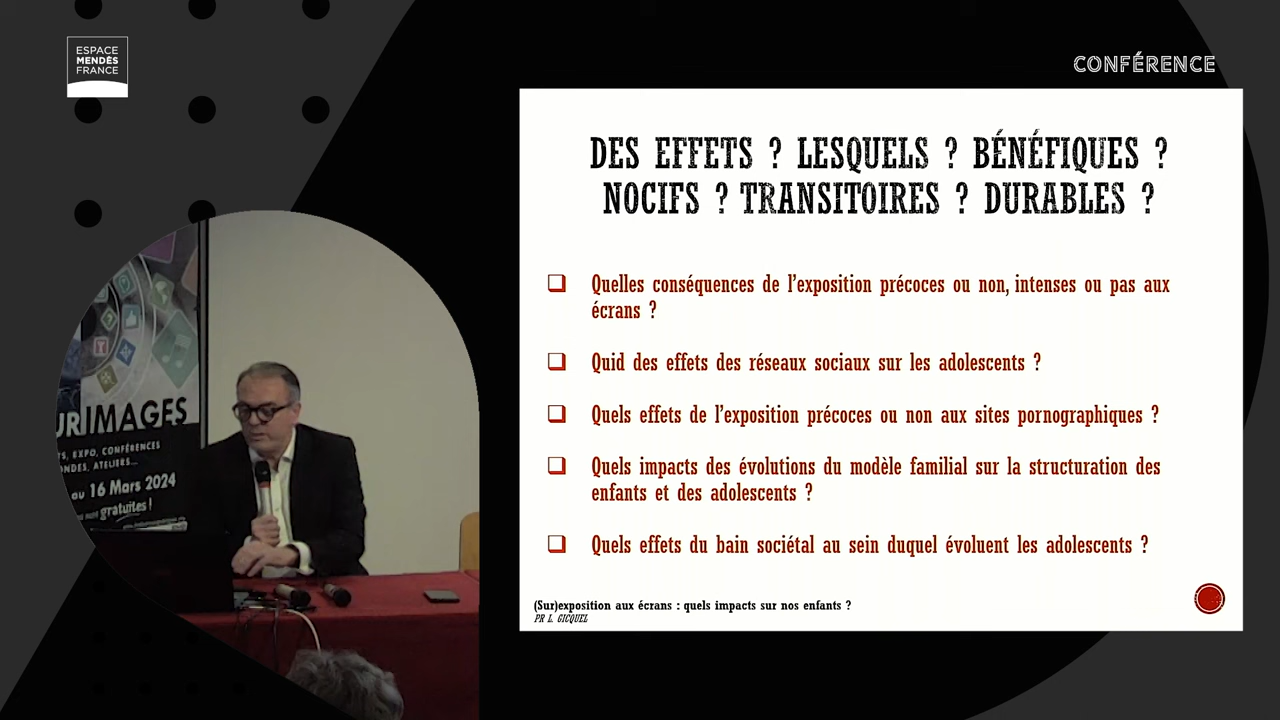 ESPACE
MENDÈS
FRANCE
CONFÉRENCE
DES EFFETS ? LESQUELS ? BÉNÉFIQUES ?
NOCIFS ? TRANSITOIRES ? DURABLES ?
Quelles conséquences de l’exposition précoces ou non, intenses ou pas aux
écrans ?
Quid des effets des réseaux sociaux sur les adolescents ?
Quels effets de l’exposition précoces ou non aux sites pornographiques ?
Quels impacts des évolutions du modèle familial sur la structuration des
enfants et des adolescents ?
Quels effets du bain sociétal au sein duquel évoluent les adolescents ?
(Sur)exposition aux écrans : quels impacts sur nos enfants ?
PR L. GICQUEL
URIMAGES
TS, EXPO, CONFÉRENCES
ONDES, ATELIERS...
au 16 Mars 2024
gratuites !